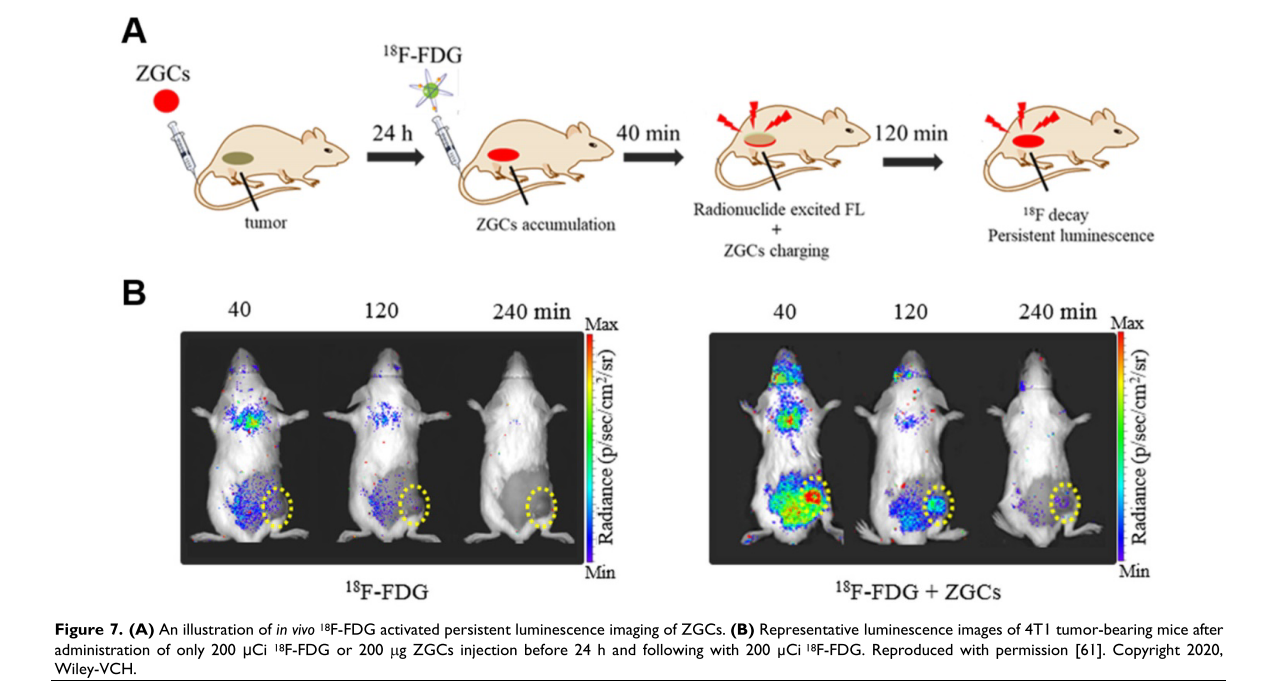 A
ZGCs
¹⁸F-FDG
24 h
40 min
120 min
tumor
ZGCs accumulation
Radionuclide excited FL
+
ZGCs charging
¹⁸F decay
Persistent luminescence
B
40 120 240 min
Max
Radiance (p/sec/cm²/sr)
Min
¹⁸F-FDG
40 120 240 min
Max
Radiance (p/sec/cm²/sr)
Min
¹⁸F-FDG + ZGCs
Figure 7. (A) An illustration of in vivo ¹⁸F-FDG activated persistent luminescence imaging of ZGCs. (B) Representative luminescence images of 4T1 tumor-bearing mice after
administration of only 200 µCi ¹⁸F-FDG or 200 µg ZGCs injection before 24 h and following with 200 µCi ¹⁸F-FDG. Reproduced with permission [61]. Copyright 2020,
Wiley-VCH.